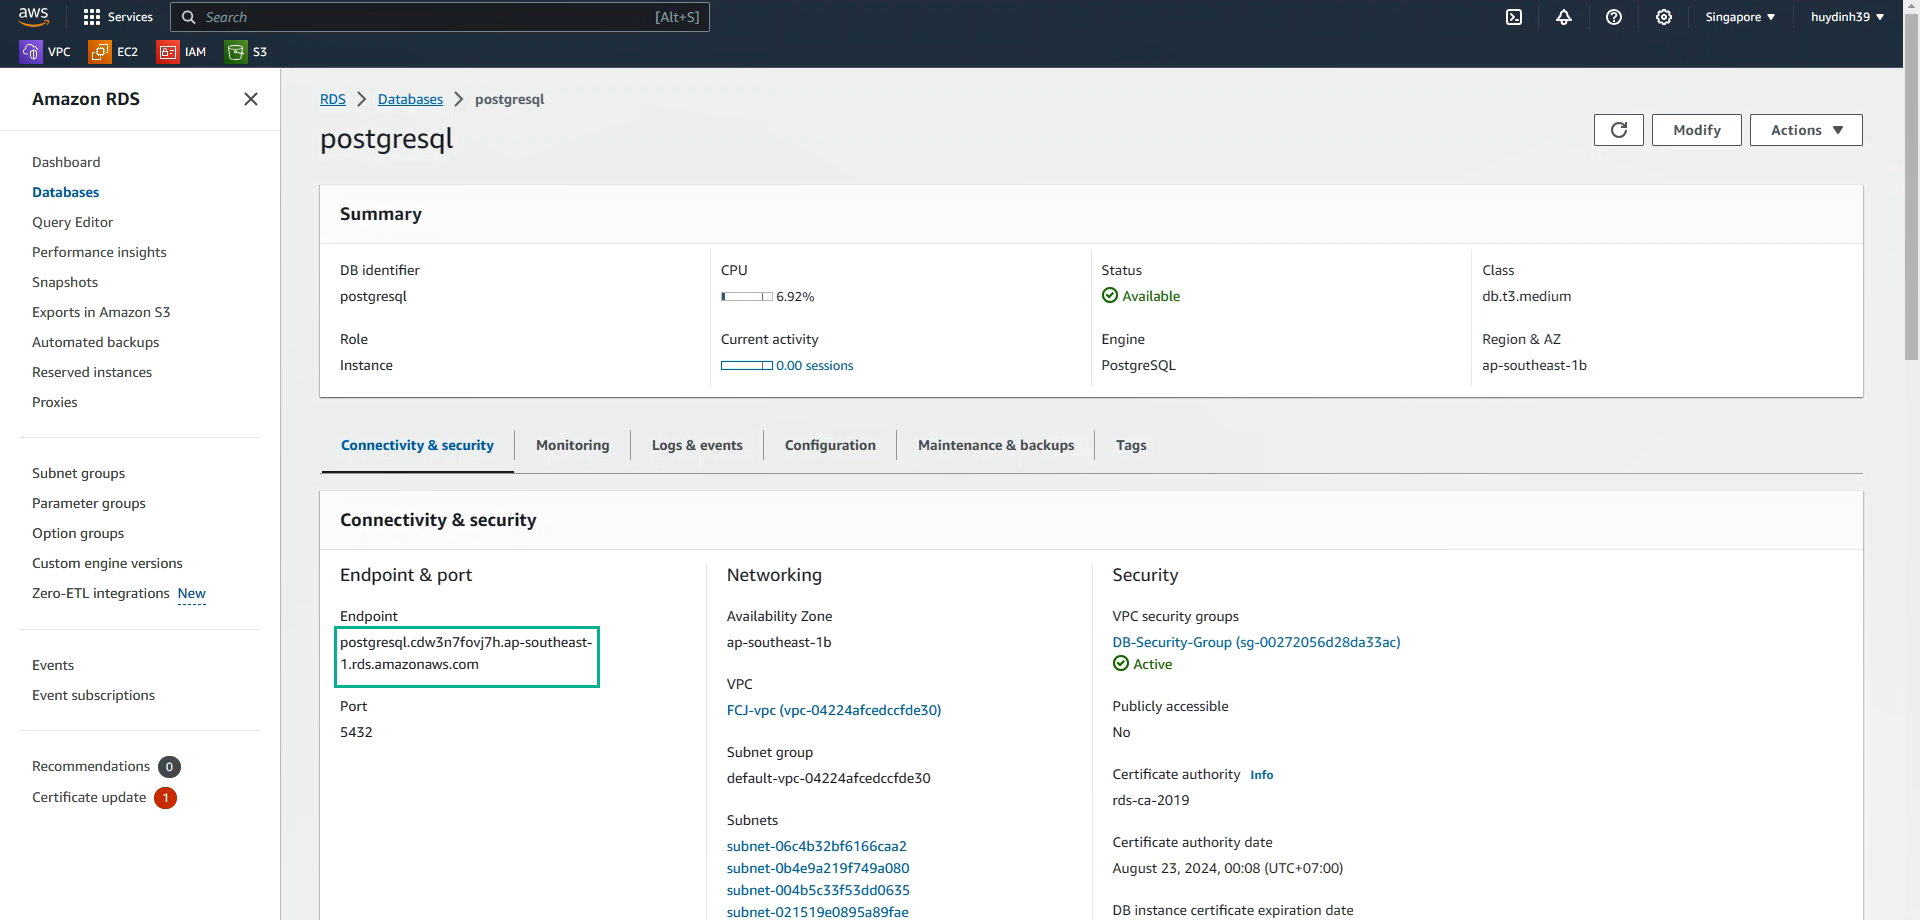 aws
Services
Search
[Alt+S]
Singapore ▼
huydinh39 ▼
VPC
EC2
IAM
S3
Amazon RDS
Dashboard
Databases
Query Editor
Performance insights
Snapshots
Exports in Amazon S3
Automated backups
Reserved instances
Proxies
Subnet groups
Parameter groups
Option groups
Custom engine versions
Zero-ETL integrations New
Events
Event subscriptions
Recommendations 0
Certificate update 1
RDS > Databases > postgresql
postgresql
Modify
Actions ▼
Summary
DB identifier
postgresql
Role
Instance
CPU
6.92%
Current activity
0.00 sessions
Status
Available
Engine
PostgreSQL
Class
db.t3.medium
Region & AZ
ap-southeast-1b
Connectivity & security
Monitoring
Logs & events
Configuration
Maintenance & backups
Tags
Connectivity & security
Endpoint & port
Endpoint
postgresql.cdw3n7fovj7h.ap-southeast-
1.rds.amazonaws.com
Port
5432
Networking
Availability Zone
ap-southeast-1b
VPC
FCJ-vpc (vpc-04224afcedccfde30)
Subnet group
default-vpc-04224afcedccfde30
Subnets
subnet-06c4b32bf6166caa2
subnet-0b4e9a219f749a080
subnet-004b5c33f53dd0635
subnet-021519e0895a89fae
Security
VPC security groups
DB-Security-Group (sg-00272056d28da33ac)
Active
Publicly accessible
No
Certificate authority Info
rds-ca-2019
Certificate authority date
August 23, 2024, 00:08 (UTC+07:00)
DB instance certificate expiration date